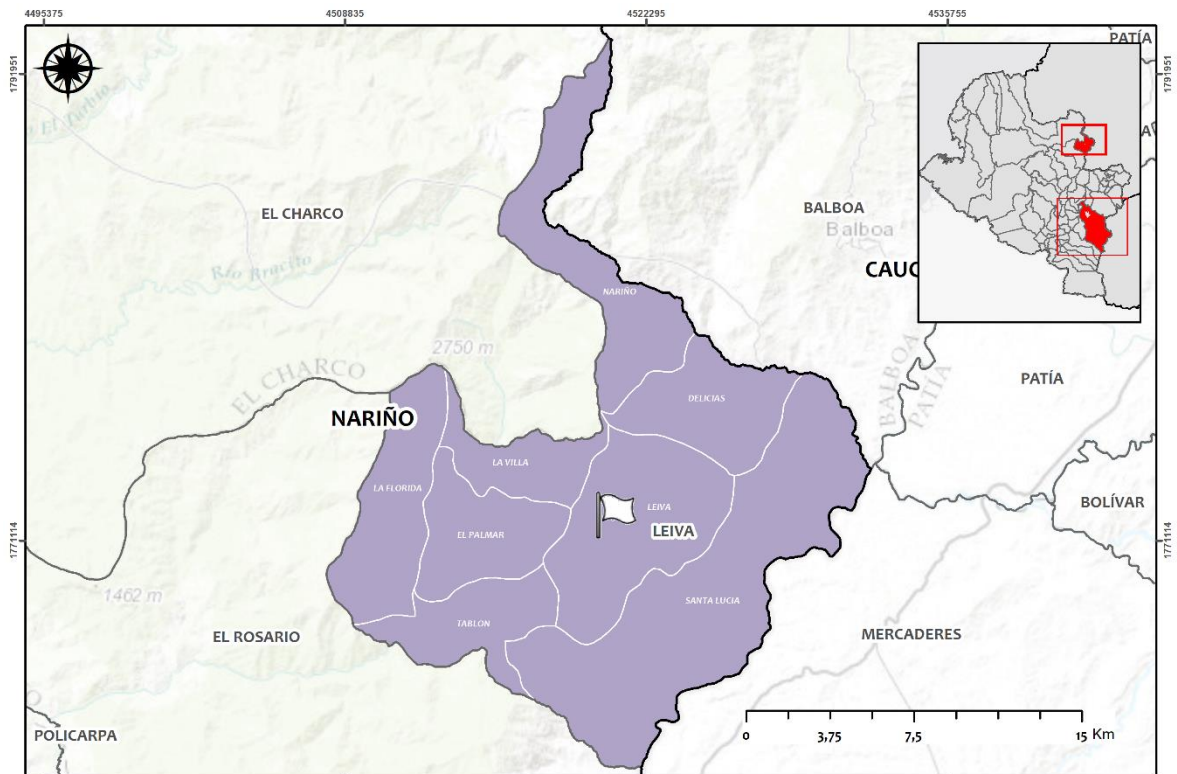 4495375
4508835
4522295
4535755
PATÍA
1791951
1791951
El Turbio
A
EL CHARCO
BALBOA
Balboa
Río Bracito
CAUC
NARIÑO
2750 m
EL CHARCO
BALBOA
PATÍA
PATÍA
DELICIAS
NARIÑO
LA VILLA
LA FLORIDA
BOLÍVAR
LEIVA
LEIVA
EL PALMAR
1771114
1771114
1462 m
SANTA LUCIA
TABLON
EL ROSARIO
MERCADERES
O
POLICARPA
0 3,75 7,5 15 Km